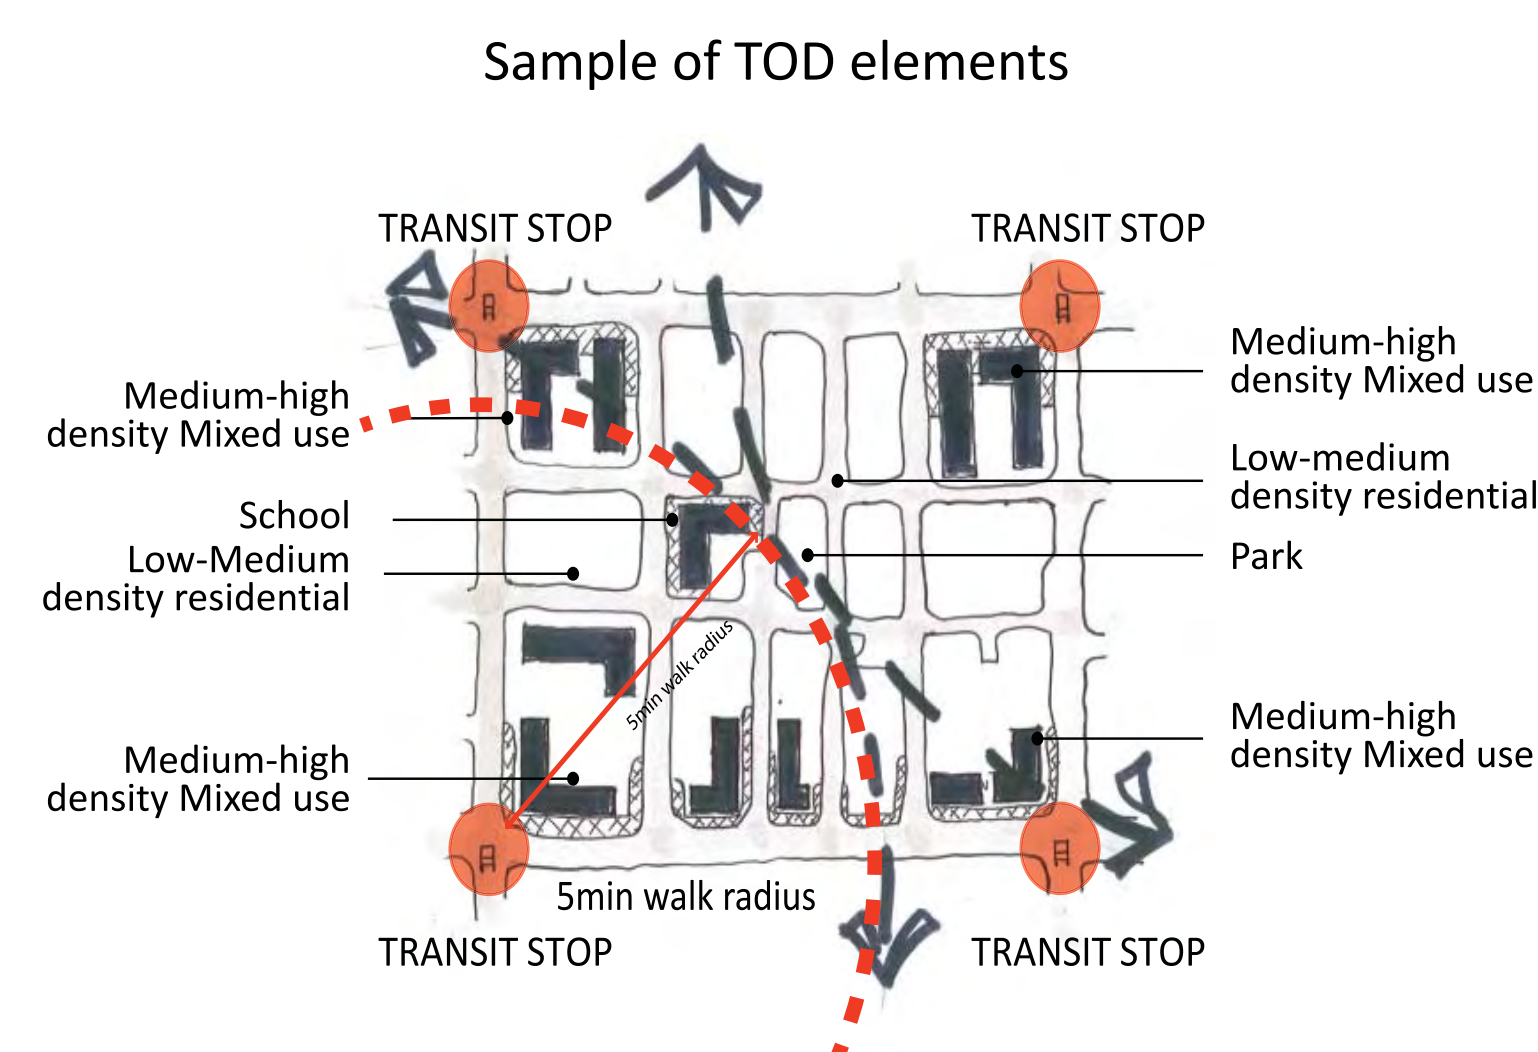 Sample of TOD elements
TRANSIT STOP
TRANSIT STOP
Medium-high
density Mixed use
Medium-high
density Mixed use
Low-medium
density residential
School
Low-Medium
density residential
Park
5min walk radius
Medium-high
density Mixed use
Medium-high
density Mixed use
5min walk radius
TRANSIT STOP
TRANSIT STOP